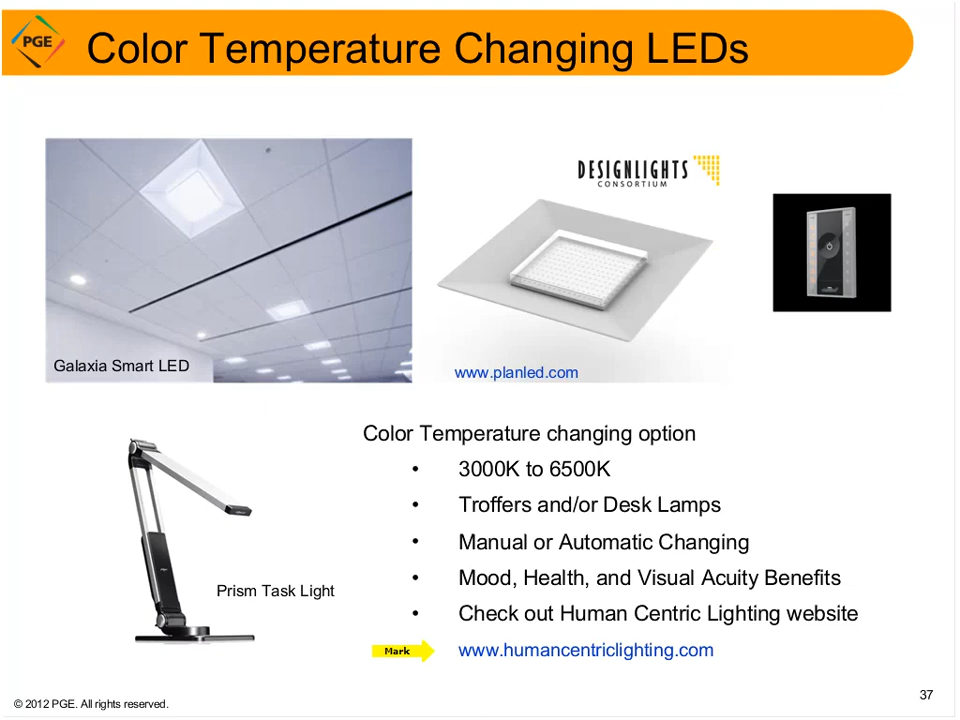 PGE
Color Temperature Changing LEDs
DESIGNLIGHTS
CONSORTIUM
Galaxia Smart LED
www.planled.com
Color Temperature changing option
• 3000K to 6500K
• Troffers and/or Desk Lamps
• Manual or Automatic Changing
• Mood, Health, and Visual Acuity Benefits
Prism Task Light
• Check out Human Centric Lighting website
Mark
www.humancentriclighting.com
37
© 2012 PGE. All rights reserved.